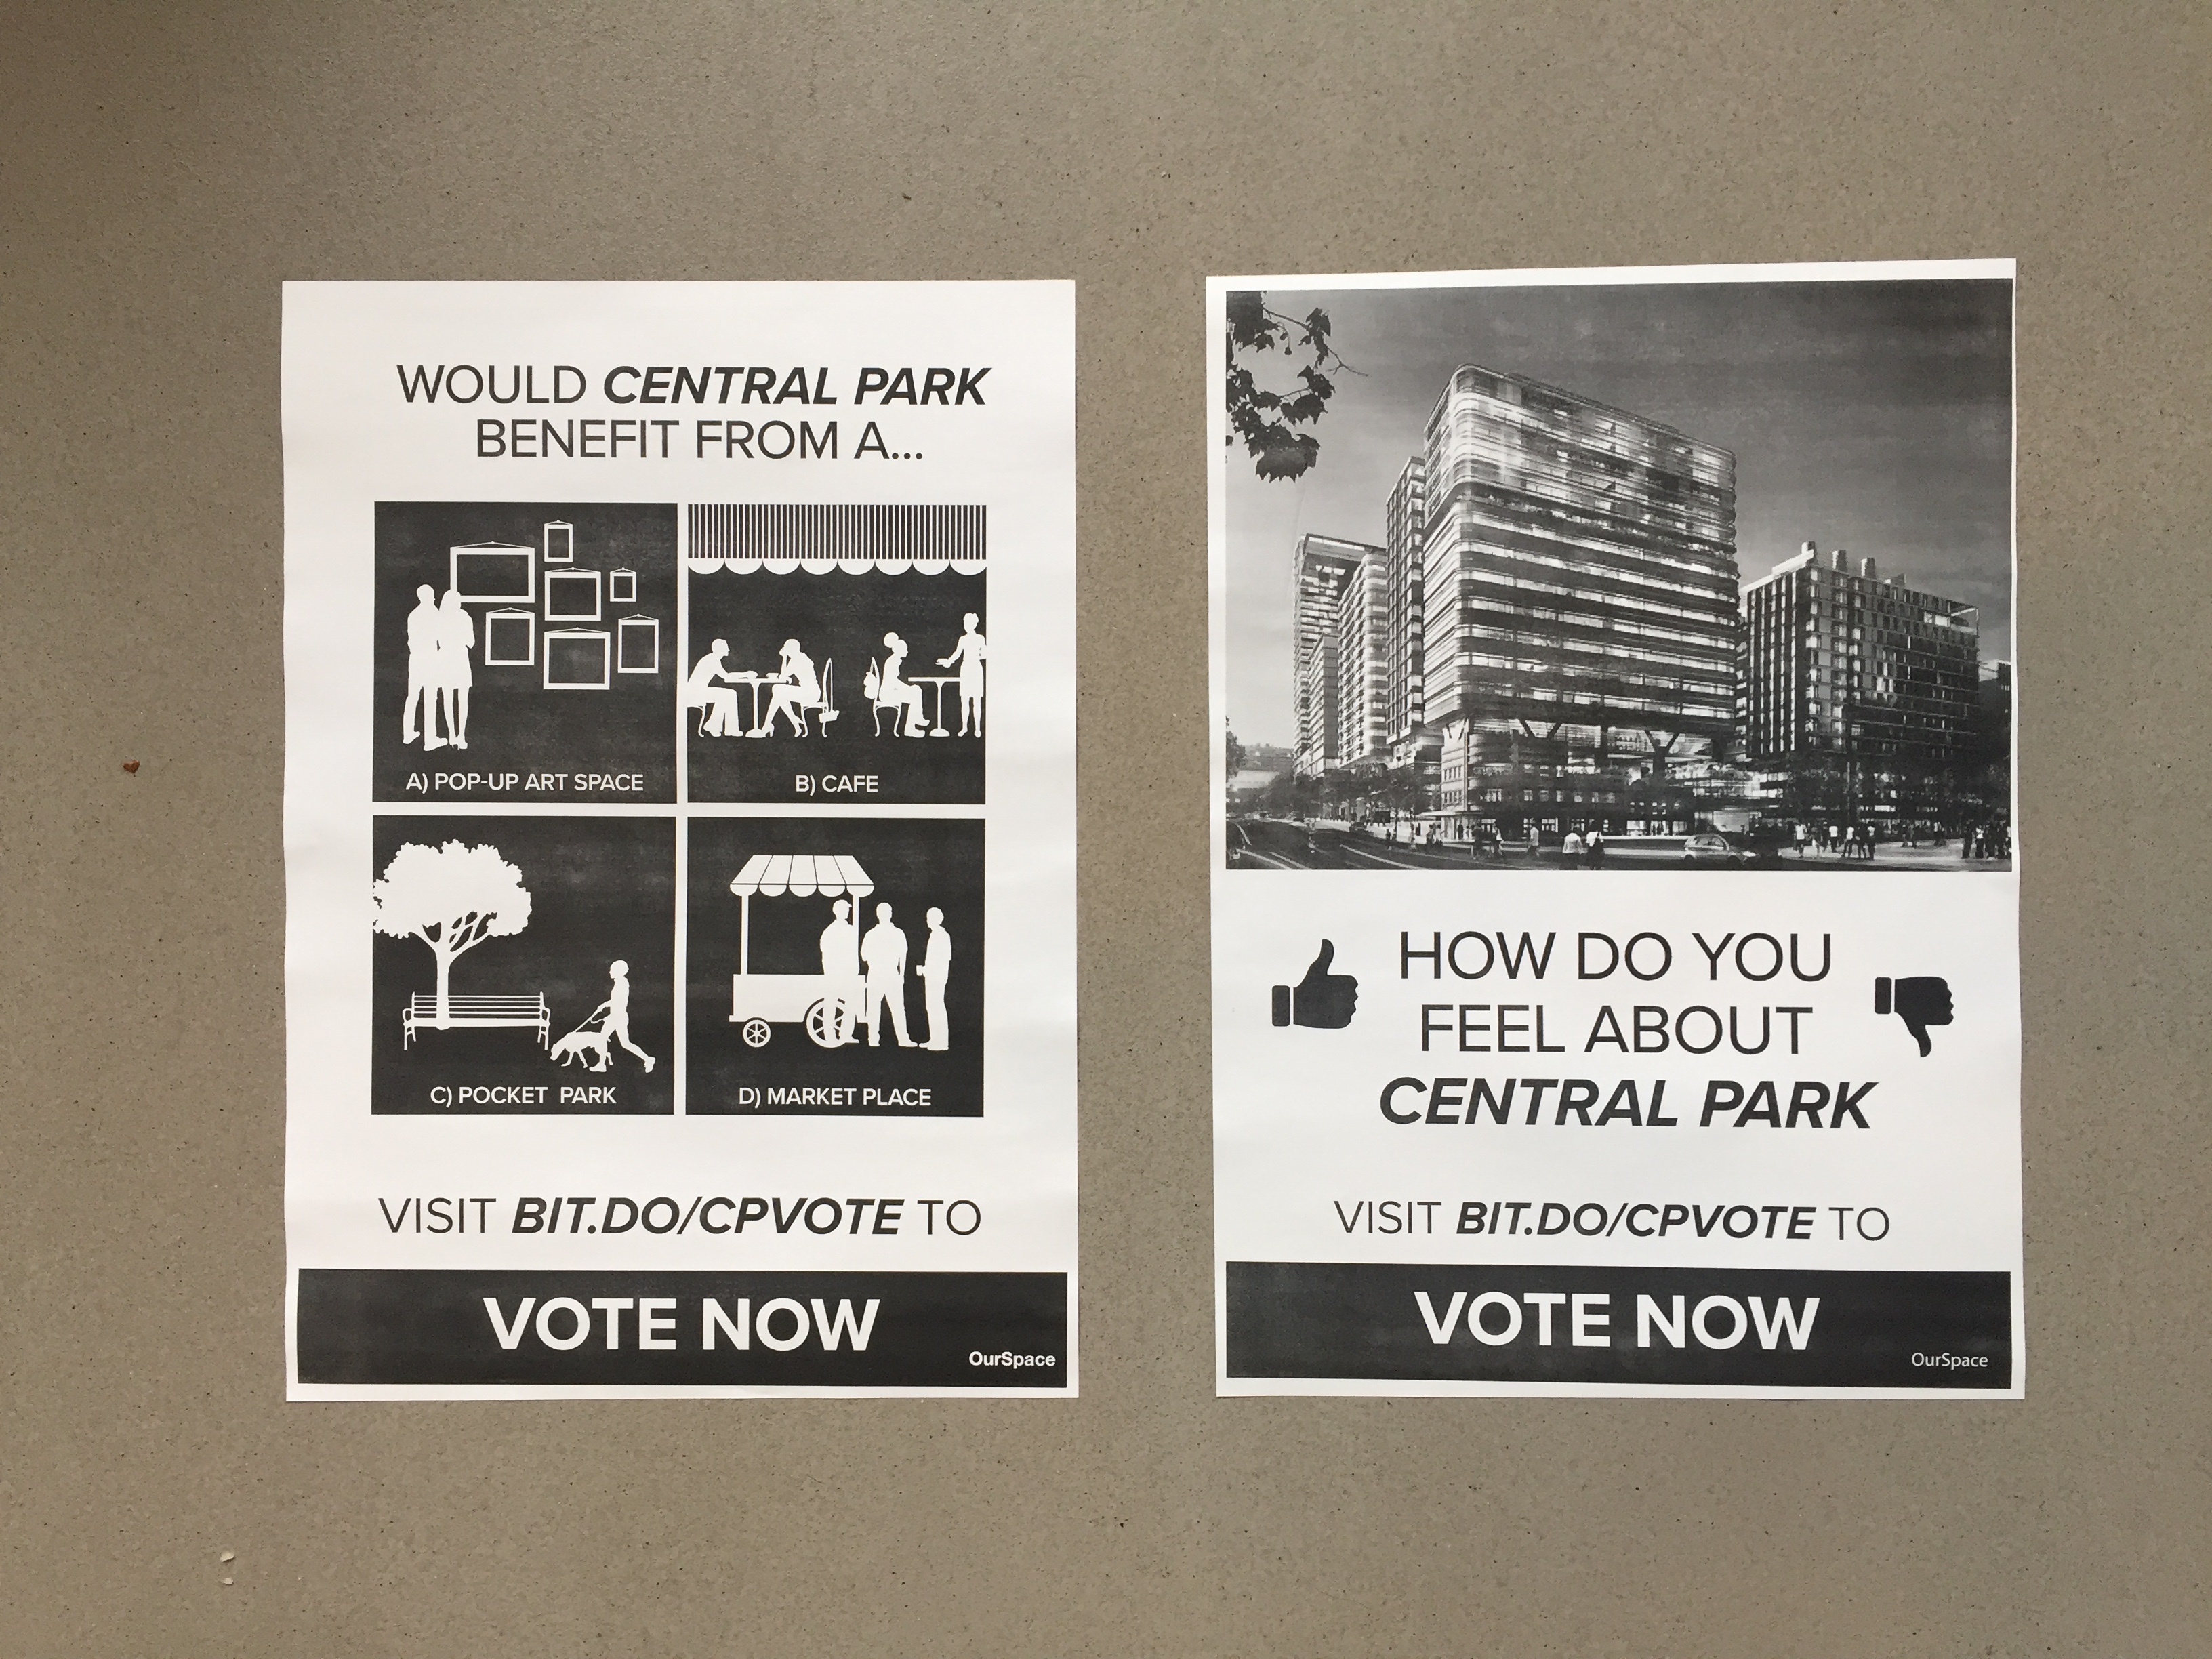 WOULD CENTRAL PARK
BENEFIT FROM A...
A) POP-UP ART SPACE
B) CAFE
C) POCKET PARK
D) MARKET PLACE
VISIT BIT.DO/CPVOTE TO
VOTE NOW
OurSpace
HOW DO YOU
FEEL ABOUT
CENTRAL PARK
VISIT BIT.DO/CPVOTE TO
VOTE NOW
OurSpace